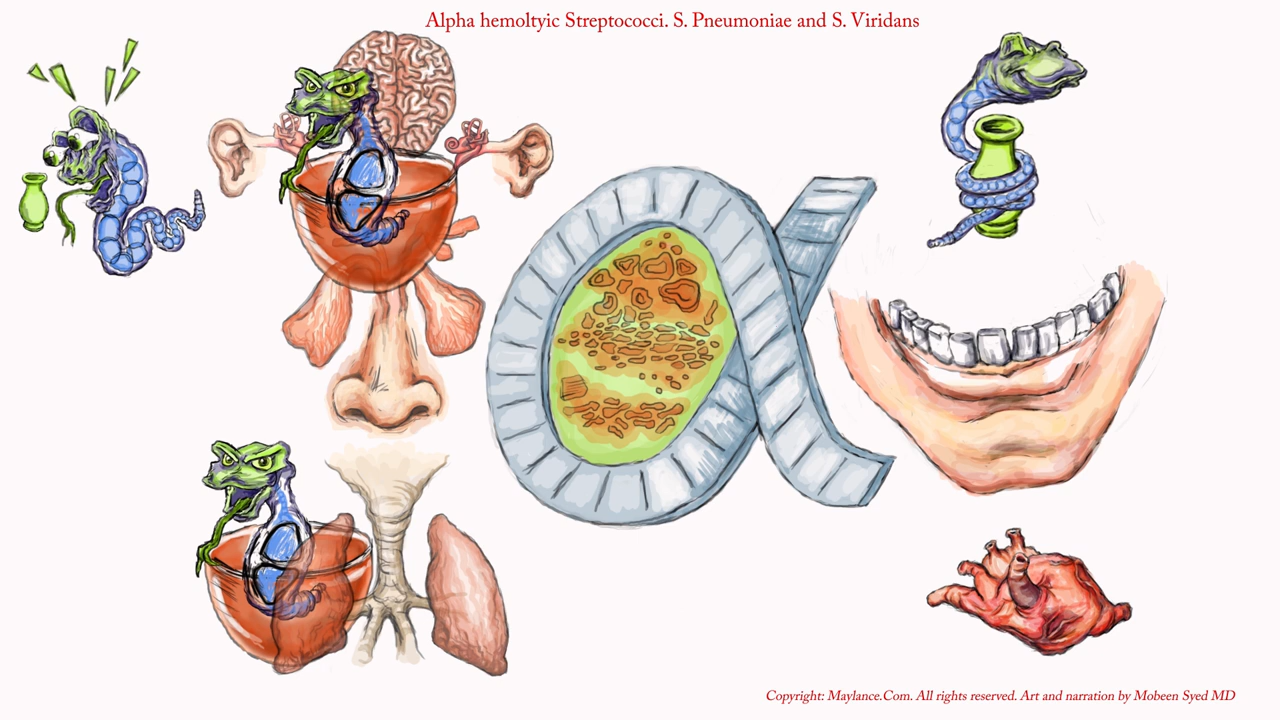 Alpha hemoltyic Streptococci. S. Pneumoniae and S. Viridans
Copyright: Maylance.Com. All rights reserved. Art and narration by Mobeen Syed MD